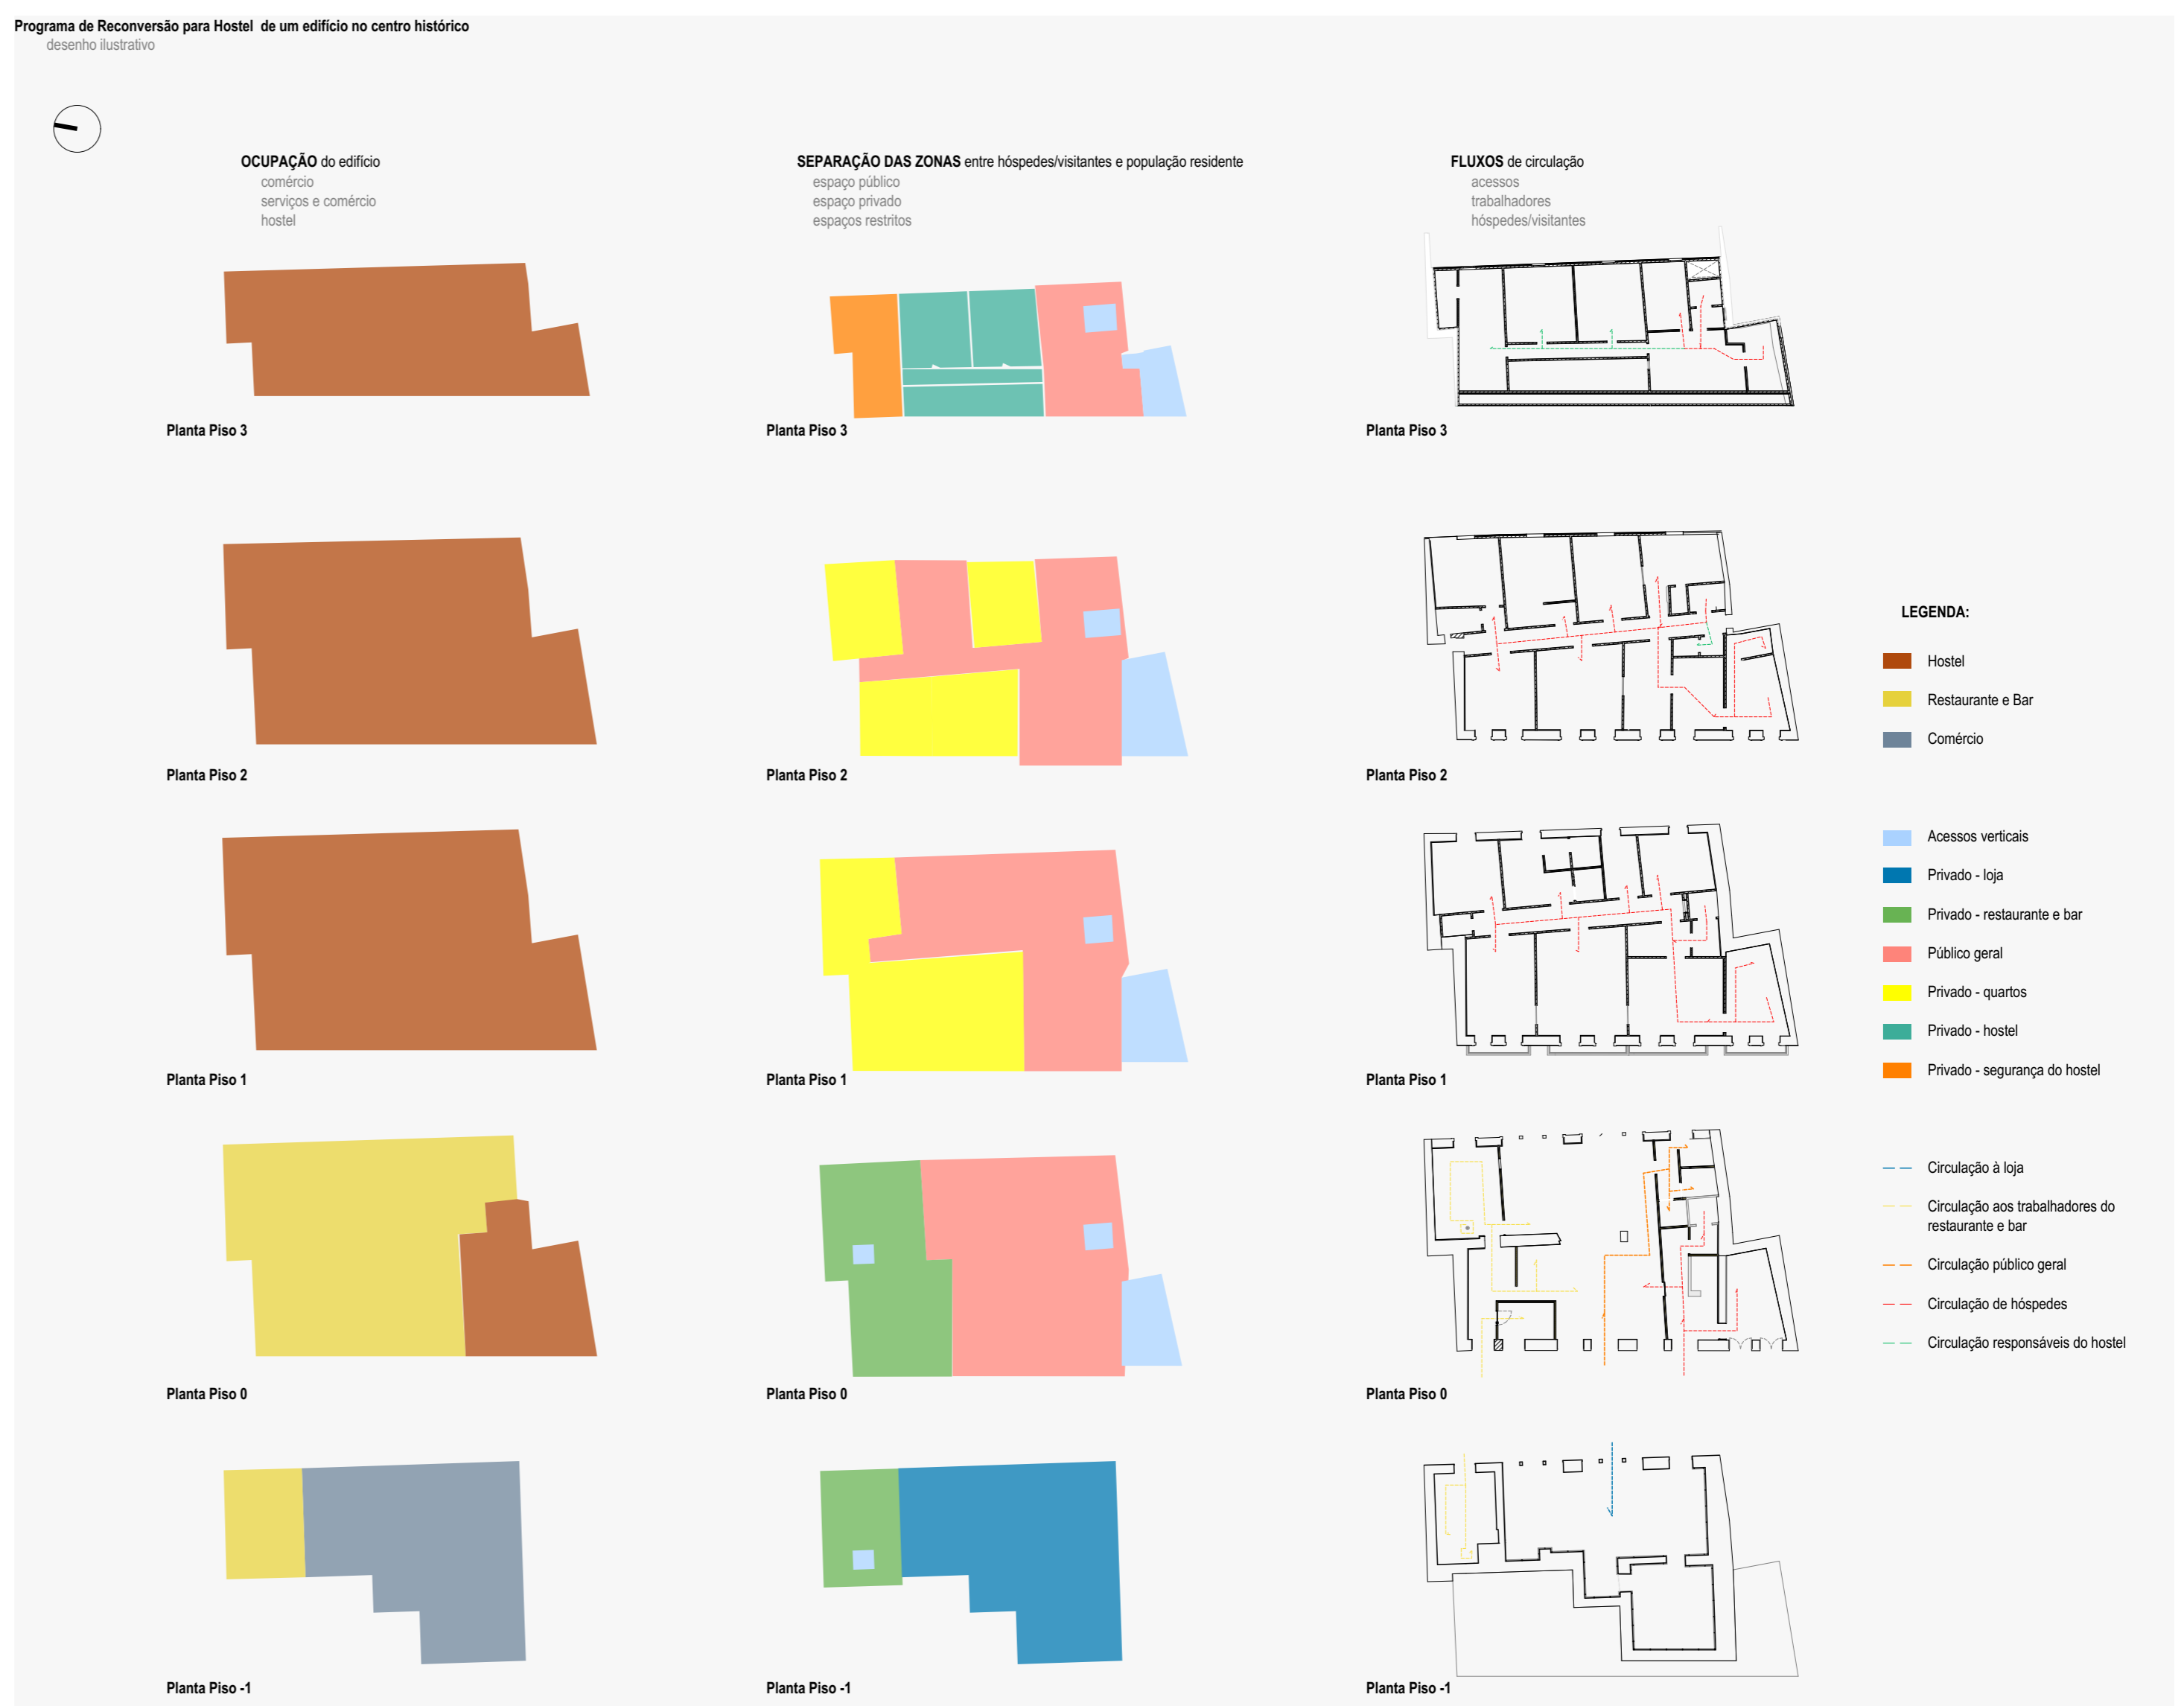 Programa de Reconversão para Hostel  de um edifício no centro histórico
desenho ilustrativo
OCUPAÇÃO do edifício
comércio
serviços e comércio
hostel
SEPARAÇÃO DAS ZONAS entre hóspedes/visitantes e população residente
espaço público
espaço privado
espaços restritos
FLUXOS de circulação
acessos
trabalhadores
hóspedes/visitantes
Planta Piso 3
Planta Piso 3
Planta Piso 3
Planta Piso 2
Planta Piso 2
Planta Piso 2
Planta Piso 1
Planta Piso 1
Planta Piso 1
Planta Piso 0
Planta Piso 0
Planta Piso 0
Planta Piso -1
Planta Piso -1
Planta Piso -1
LEGENDA:
Hostel
Restaurante e Bar
Comércio
Acessos verticais
Privado - loja
Privado - restaurante e bar
Público geral
Privado - quartos
Privado - hostel
Privado - segurança do hostel
Circulação à loja
Circulação aos trabalhadores do
restaurante e bar
Circulação público geral
Circulação de hóspedes
Circulação responsáveis do hostel